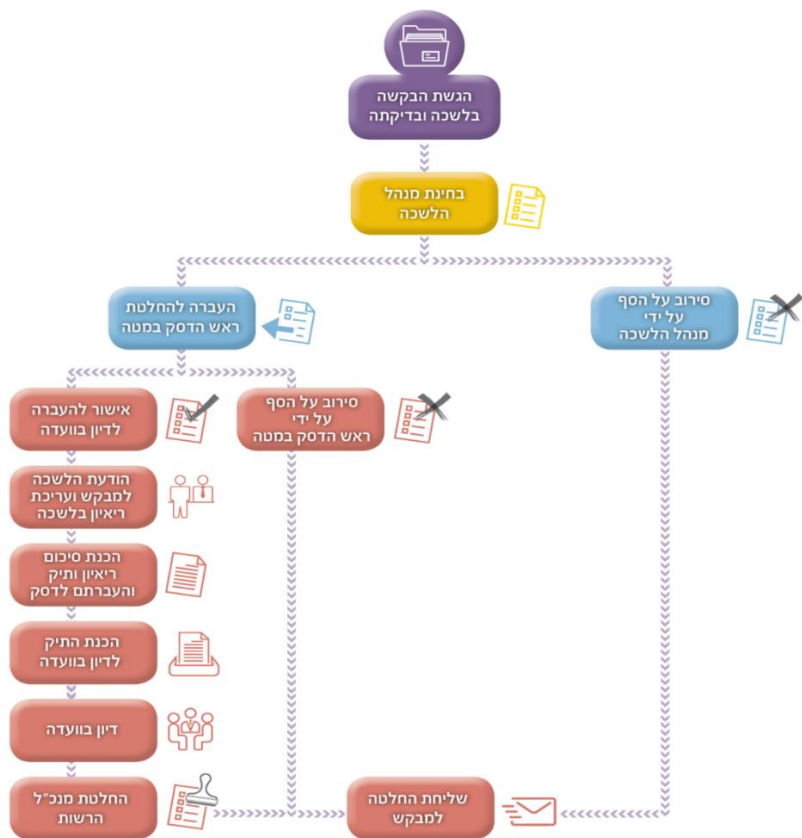 הגשת הבקשה
בלשכה ובדיקתה
בחינת מנהל
הלשכה
סירוב על הסף
על ידי
מנהל הלשכה
העברה להחלטת
ראש הדסק במטה
סירוב על הסף
על ידי
ראש הדסק במטה
אישור להעברה
לדיון בוועדה
הודעת הלשכה
למבקש ועריכת
ריאיון בלשכה
הכנת סיכום
ריאיון ותיק
והעברתם לדסק
הכנת התיק
לדיון בוועדה
דיון בוועדה
החלטת מנכ״ל
הרשות
שליחת החלטה
למבקש